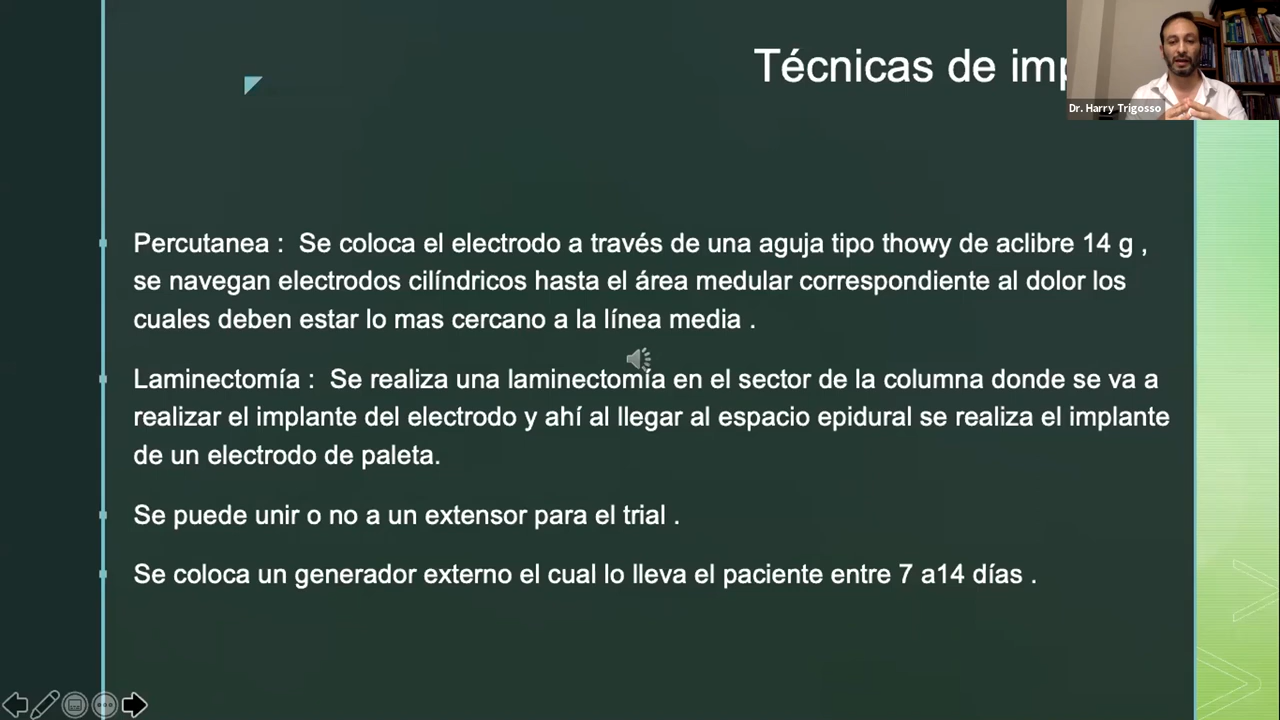 Técnicas de imp
Dr. Harry Trigosso
Percutanea : Se coloca el electrodo a través de una aguja tipo thowy de aclibre 14 g ,
se navegan electrodos cilíndricos hasta el área medular correspondiente al dolor los
cuales deben estar lo mas cercano a la línea media .
Laminectomía : Se realiza una laminectomía en el sector de la columna donde se va a
realizar el implante del electrodo y ahí al llegar al espacio epidural se realiza el implante
de un electrodo de paleta.
Se puede unir o no a un extensor para el trial .
Se coloca un generador externo el cual lo lleva el paciente entre 7 a14 días .